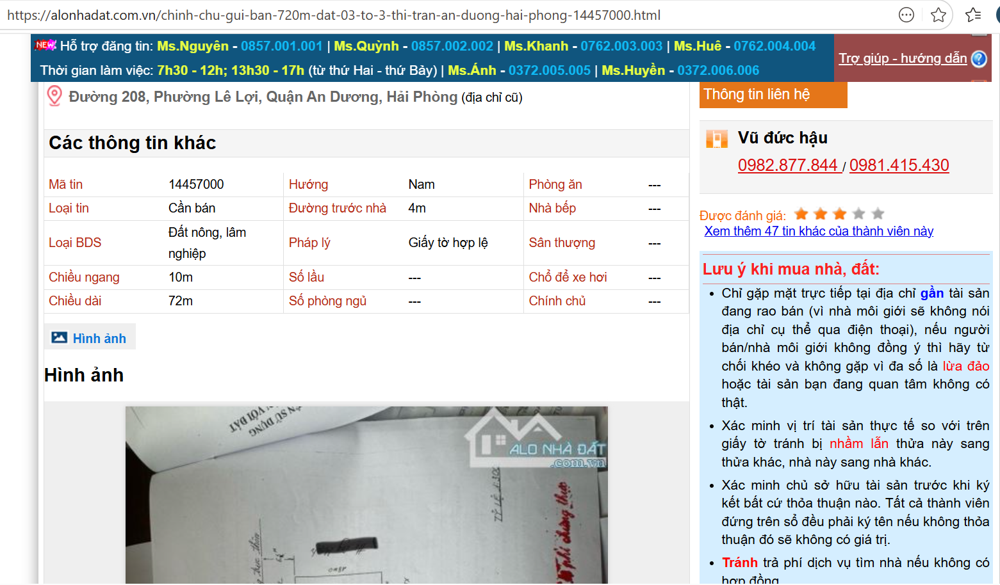 https://alonhadat.com.vn/chinh-chu-gui-ban-720m-dat-03-to-3-thi-tran-an-duong-hai-phong-14457000.html
NEW Hỗ trợ đăng tin: Ms.Nguyên - 0857.001.001 | Ms.Quỳnh - 0857.002.002 | Ms.Khanh - 0762.003.003 | Ms.Huê - 0762.004.004
Thời gian làm việc: 7h30 - 12h; 13h30 - 17h (từ thứ Hai - thứ Bảy) | Ms.Ánh - 0372.005.005 | Ms.Huyền - 0372.006.006
Trợ giúp - hướng dẫn ?
Đường 208, Phường Lê Lợi, Quận An Dương, Hải Phòng (địa chỉ cũ)
Các thông tin khác
Mã tin 14457000 Hướng Nam Phòng ăn ---
Loại tin Cần bán Đường trước nhà 4m Nhà bếp ---
Loại BDS Đất nông, lâm nghiệp Pháp lý Giấy tờ hợp lệ Sân thượng ---
Chiều ngang 10m Số lầu --- Chổ để xe hơi ---
Chiều dài 72m Số phòng ngủ --- Chính chủ ---
Hình ảnh
Hình ảnh
SỬ DỤNG
VỚI ĐẤT
ALO NHÀ ĐẤT
.com.vn
TỶ LỆ 1:300
phí chứng thực
Thông tin liên hệ
Vũ đức hậu
0982.877.844 / 0981.415.430
Được đánh giá:
Xem thêm 47 tin khác của thành viên này
Lưu ý khi mua nhà, đất:
• Chỉ gặp mặt trực tiếp tại địa chỉ gần tài sản
đang rao bán (vì nhà môi giới sẽ không nói
địa chỉ cụ thể qua điện thoại), nếu người
bán/nhà môi giới không đồng ý thì hãy từ
chối khéo và không gặp vì đa số là lừa đảo
hoặc tài sản bạn đang quan tâm không có
thật.
• Xác minh vị trí tài sản thực tế so với trên
giấy tờ tránh bị nhầm lẫn thửa này sang
thửa khác, nhà này sang nhà khác.
• Xác minh chủ sở hữu tài sản trước khi ký
kết bất cứ thỏa thuận nào. Tất cả thành viên
đứng trên sổ đều phải ký tên nếu không thỏa
thuận đó sẽ không có giá trị.
• Tránh trả phí dịch vụ tìm nhà nếu không có
hợp đồng